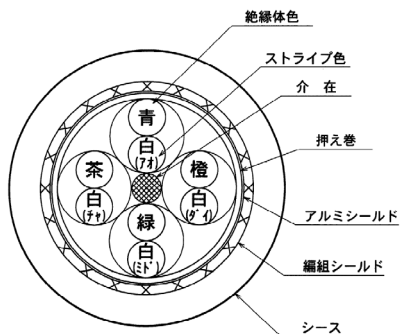 絶縁体色
ストライプ色
介 在
押え巻
アルミシールド
編組シールド
シース
青
白
(アオ)
茶
白
(チャ)
橙
白
(ダイ)
緑
白
(ミド)